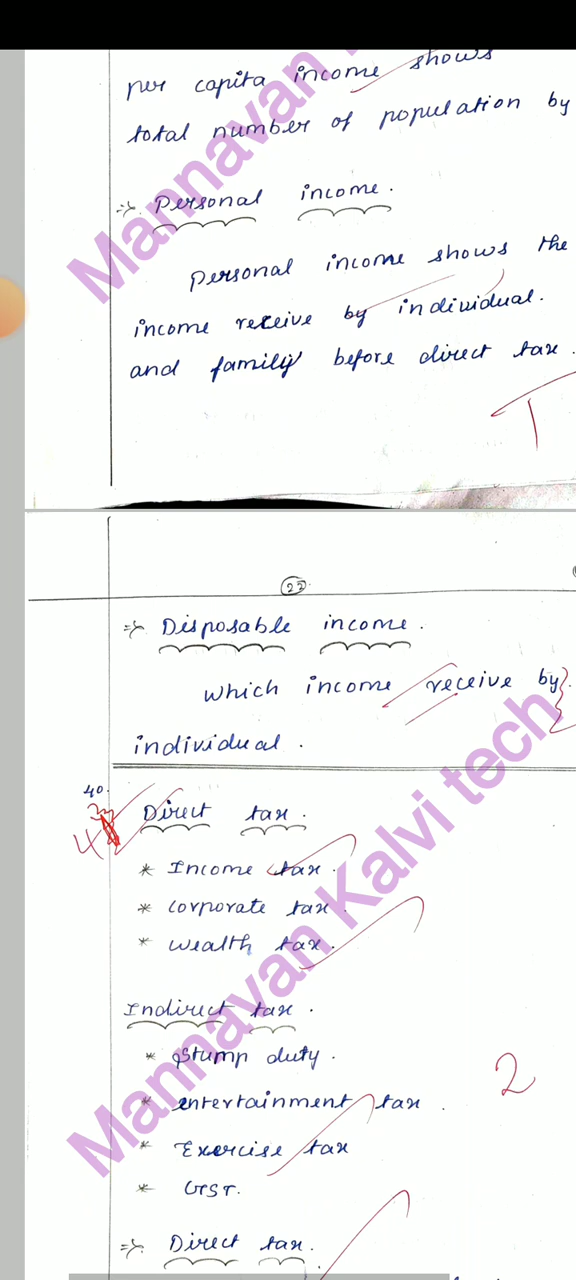 per capita income shows
total number of population by
=> Personal income.
Personal income shows the
income receive by individual.
and family before direct tax.
22
=> Disposable income.
which income receive by
individual.
40.
Direct tax.
* Income tax.
* corporate tax.
* wealth tax.
Indirect tax.
* Stump duty.
* entertainment tax.
2
* Exercise tax
* GST.
=> Direct tax.
Mannavan Kalvi tech
Mannavan